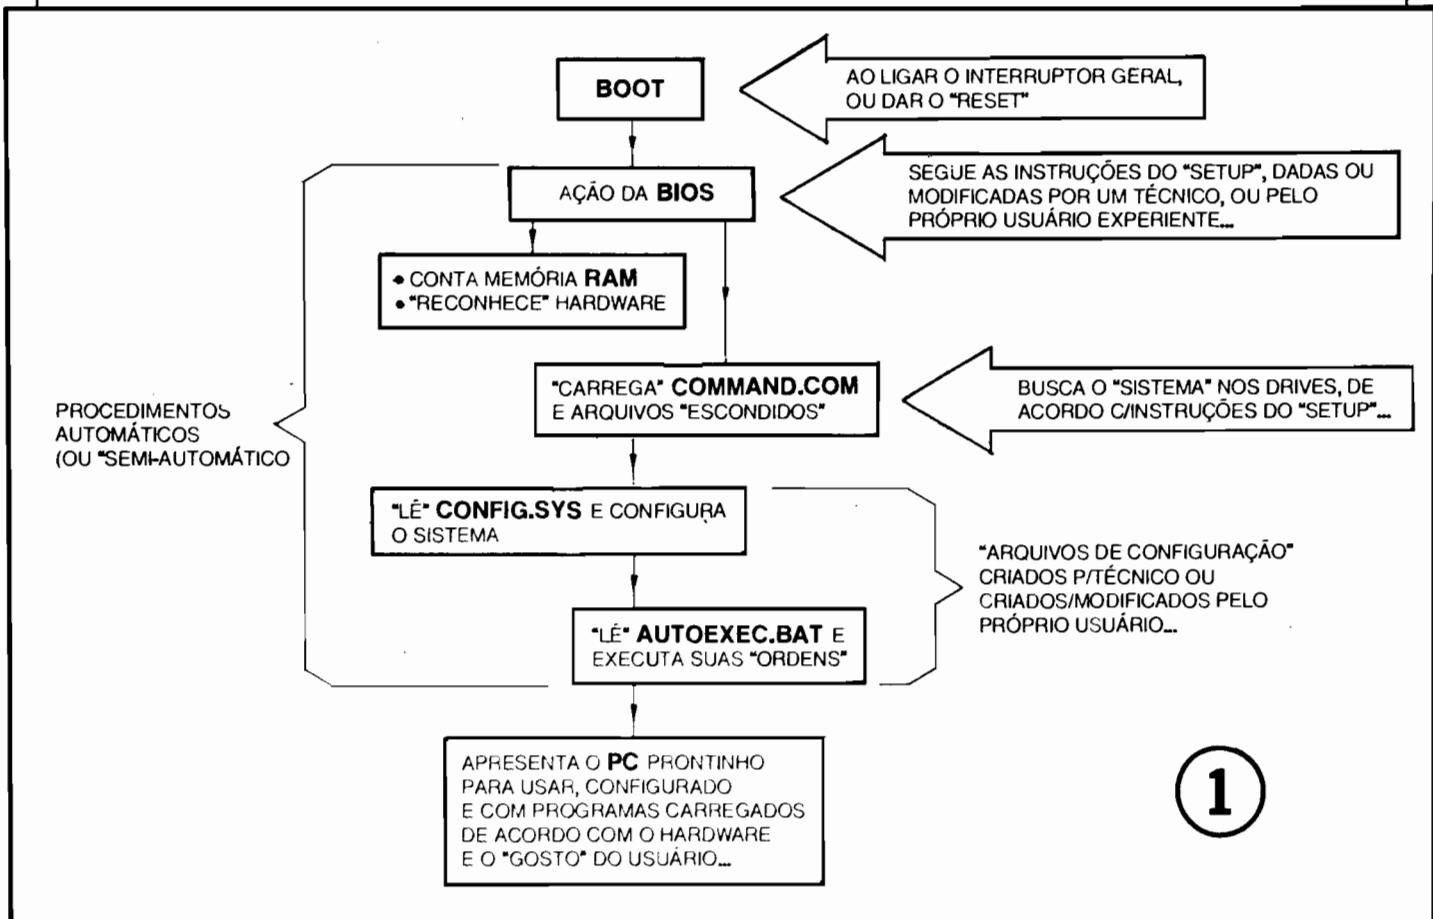 BOOT
AO LIGAR O INTERRUPTOR GERAL,
OU DAR O "RESET"
AÇÃO DA BIOS
SEGUE AS INSTRUÇÕES DO "SETUP", DADAS OU
MODIFICADAS POR UM TÉCNICO, OU PELO
PRÓPRIO USUÁRIO EXPERIENTE...
• CONTA MEMÓRIA RAM
• "RECONHECE" HARDWARE
"CARREGA" COMMAND.COM
E ARQUIVOS "ESCONDIDOS"
BUSCA O "SISTEMA" NOS DRIVES, DE
ACORDO C/INSTRUÇÕES DO "SETUP"...
PROCEDIMENTOS
AUTOMÁTICOS
(OU "SEMI-AUTOMÁTICO
"LÊ" CONFIG.SYS E CONFIGURA
O SISTEMA
"ARQUIVOS DE CONFIGURAÇÃO"
CRIADOS P/TÉCNICO OU
CRIADOS/MODIFICADOS PELO
PRÓPRIO USUÁRIO...
"LÊ" AUTOEXEC.BAT E
EXECUTA SUAS "ORDENS"
APRESENTA O PC PRONTINHO
PARA USAR, CONFIGURADO
E COM PROGRAMAS CARREGADOS
DE ACORDO COM O HARDWARE
E O "GOSTO" DO USUÁRIO...
1